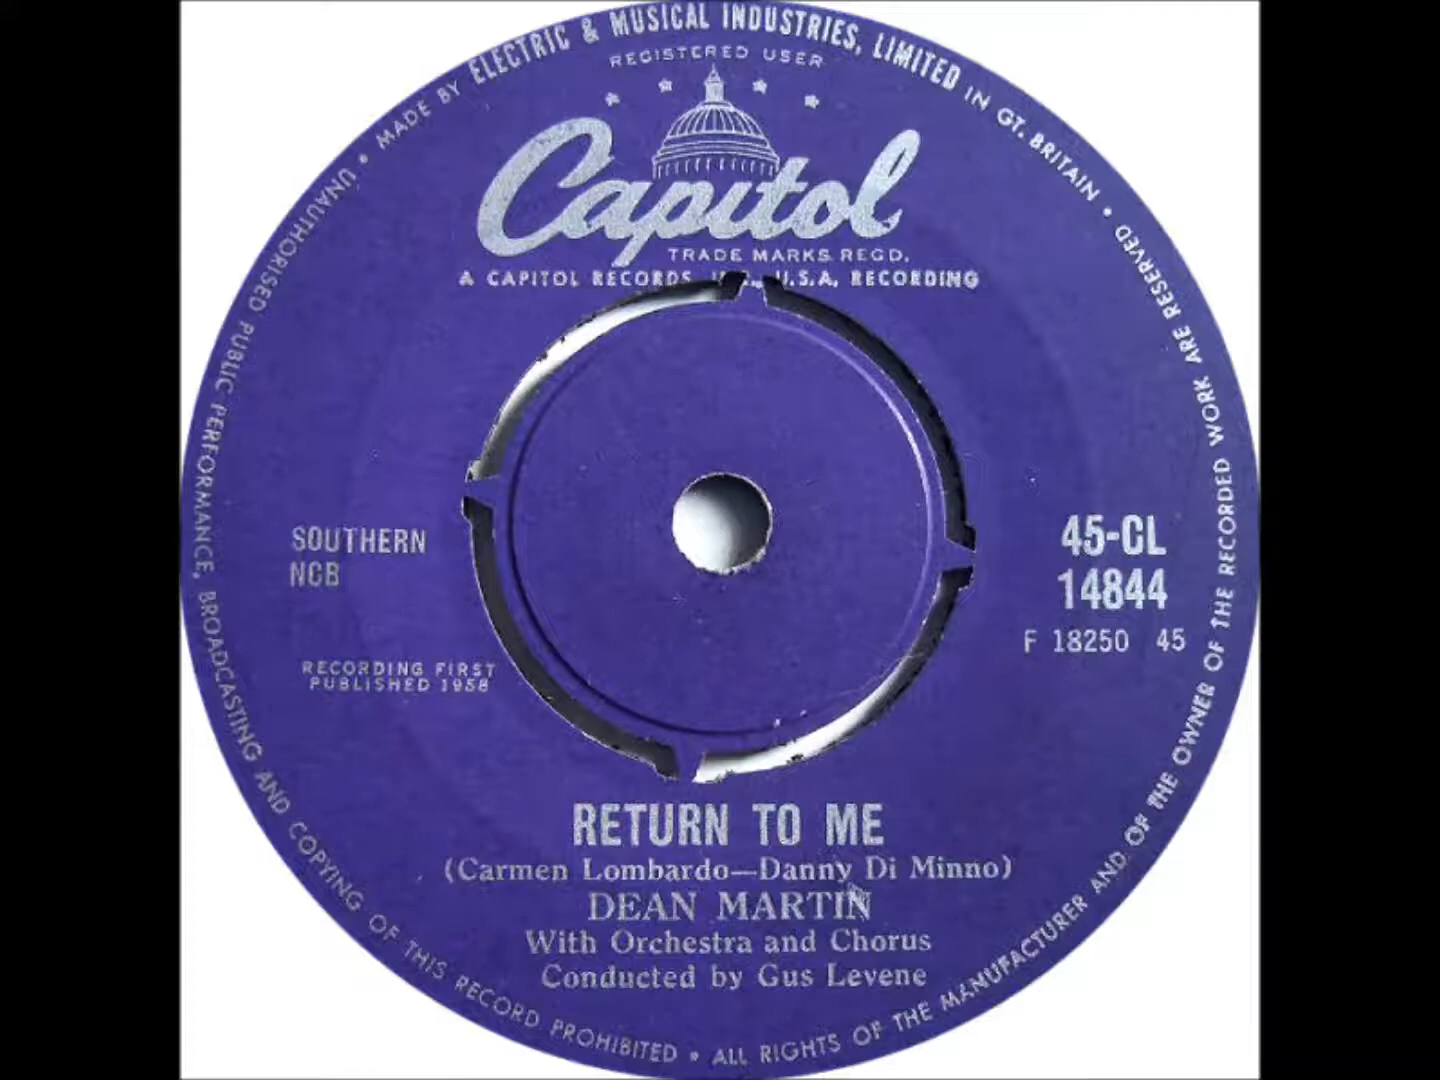 MADE BY ELECTRIC & MUSICAL INDUSTRIES, LIMITED IN GT. BRITAIN • ALL RIGHTS OF THE MANUFACTURER AND OF THE OWNER OF THE RECORDED WORK ARE RESERVED •
UNAUTHORISED PUBLIC PERFORMANCE, BROADCASTING AND COPYING OF THIS RECORD PROHIBITED •
REGISTERED USER
Capitol
TRADE MARKS REGD.
A CAPITOL RECORDS, U.S.A. RECORDING
SOUTHERN
NCB
45-CL
14844
F 18250 45
RECORDING FIRST
PUBLISHED 1958
RETURN TO ME
(Carmen Lombardo—Danny Di Minno)
DEAN MARTIN
With Orchestra and Chorus
Conducted by Gus Levene